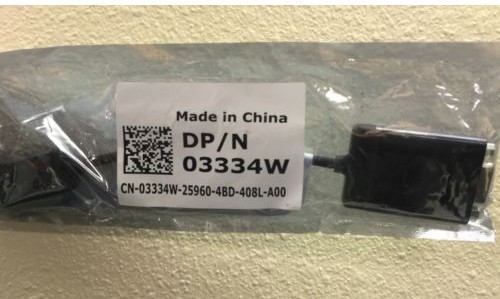 Made in China
DP/N
03334W
CN-03334W-25960-4BD-408L-A00